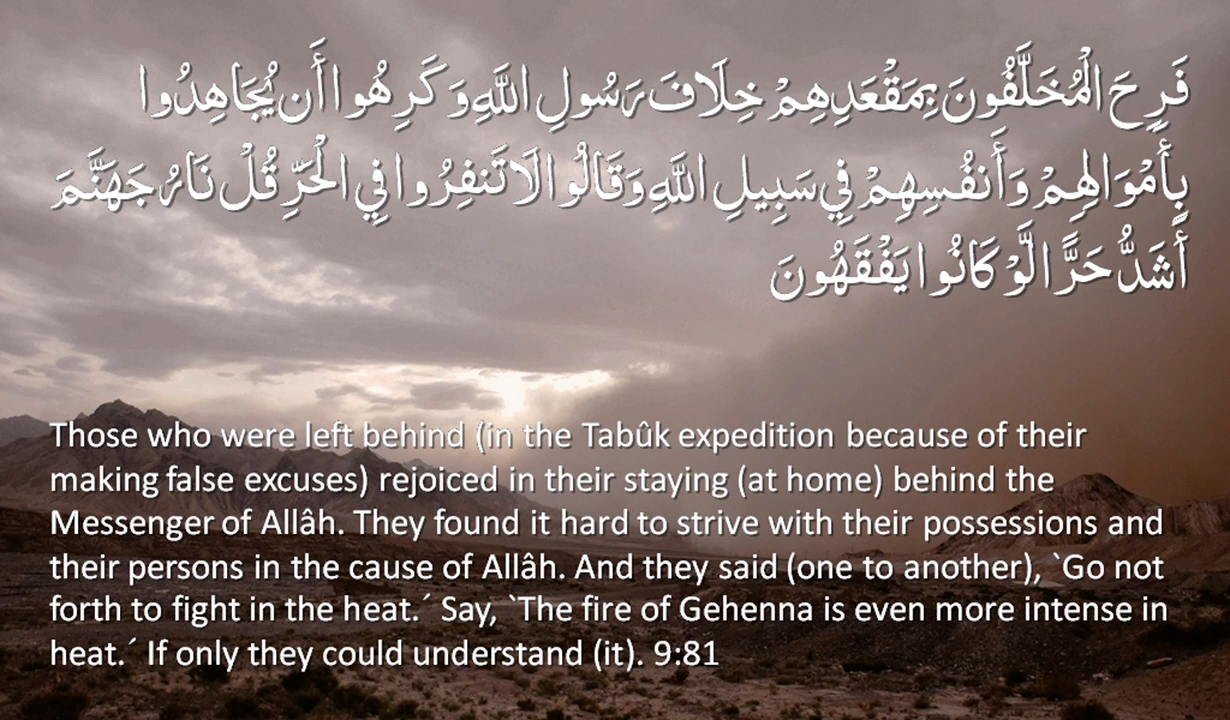 فَرِحَ الْمُخَلَّفُونَ بِمَقْعَدِهِمْ خِلَافَ رَسُولِ اللَّهِ وَكَرِهُوا أَن يُجَاهِدُوا
بِأَمْوَالِهِمْ وَأَنفُسِهِمْ فِي سَبِيلِ اللَّهِ وَقَالُوا لَا تَنفِرُوا فِي الْحَرِّ قُلْ نَارُ جَهَنَّمَ
أَشَدُّ حَرًّا لَّوْ كَانُوا يَفْقَهُونَ
Those who were left behind (in the Tabûk expedition because of their
making false excuses) rejoiced in their staying (at home) behind the
Messenger of Allâh. They found it hard to strive with their possessions and
their persons in the cause of Allâh. And they said (one to another), `Go not
forth to fight in the heat.´ Say, `The fire of Gehenna is even more intense in
heat.´ If only they could understand (it). 9:81